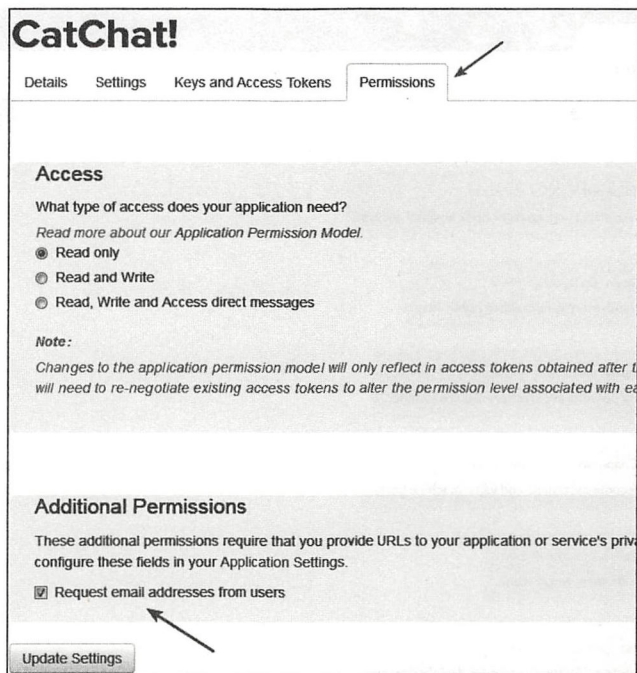 CatChat!
Details Settings Keys and Access Tokens Permissions
Access
What type of access does your application need?
Read more about our Application Permission Model.
Read only
Read and Write
Read, Write and Access direct messages
Note:
Changes to the application permission model will only reflect in access tokens obtained after
will need to re-negotiate existing access tokens to alter the permission level associated with
Additional Permissions
These additional permissions require that you provide URLs to your application or service's
configure these fields in your Application Settings.
Request email addresses from users
Update Settings